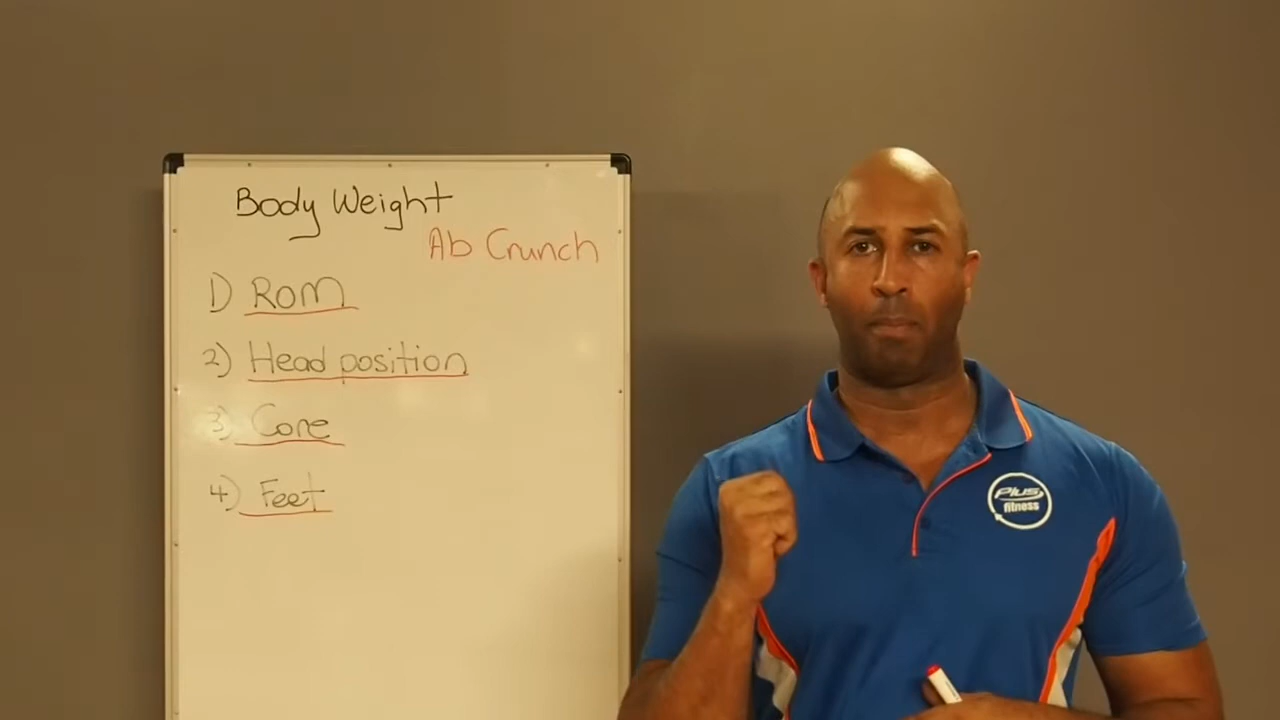 Body Weight
Ab Crunch
1) ROM
2) Head position
3) Core
4) Feet
Plus
fitness